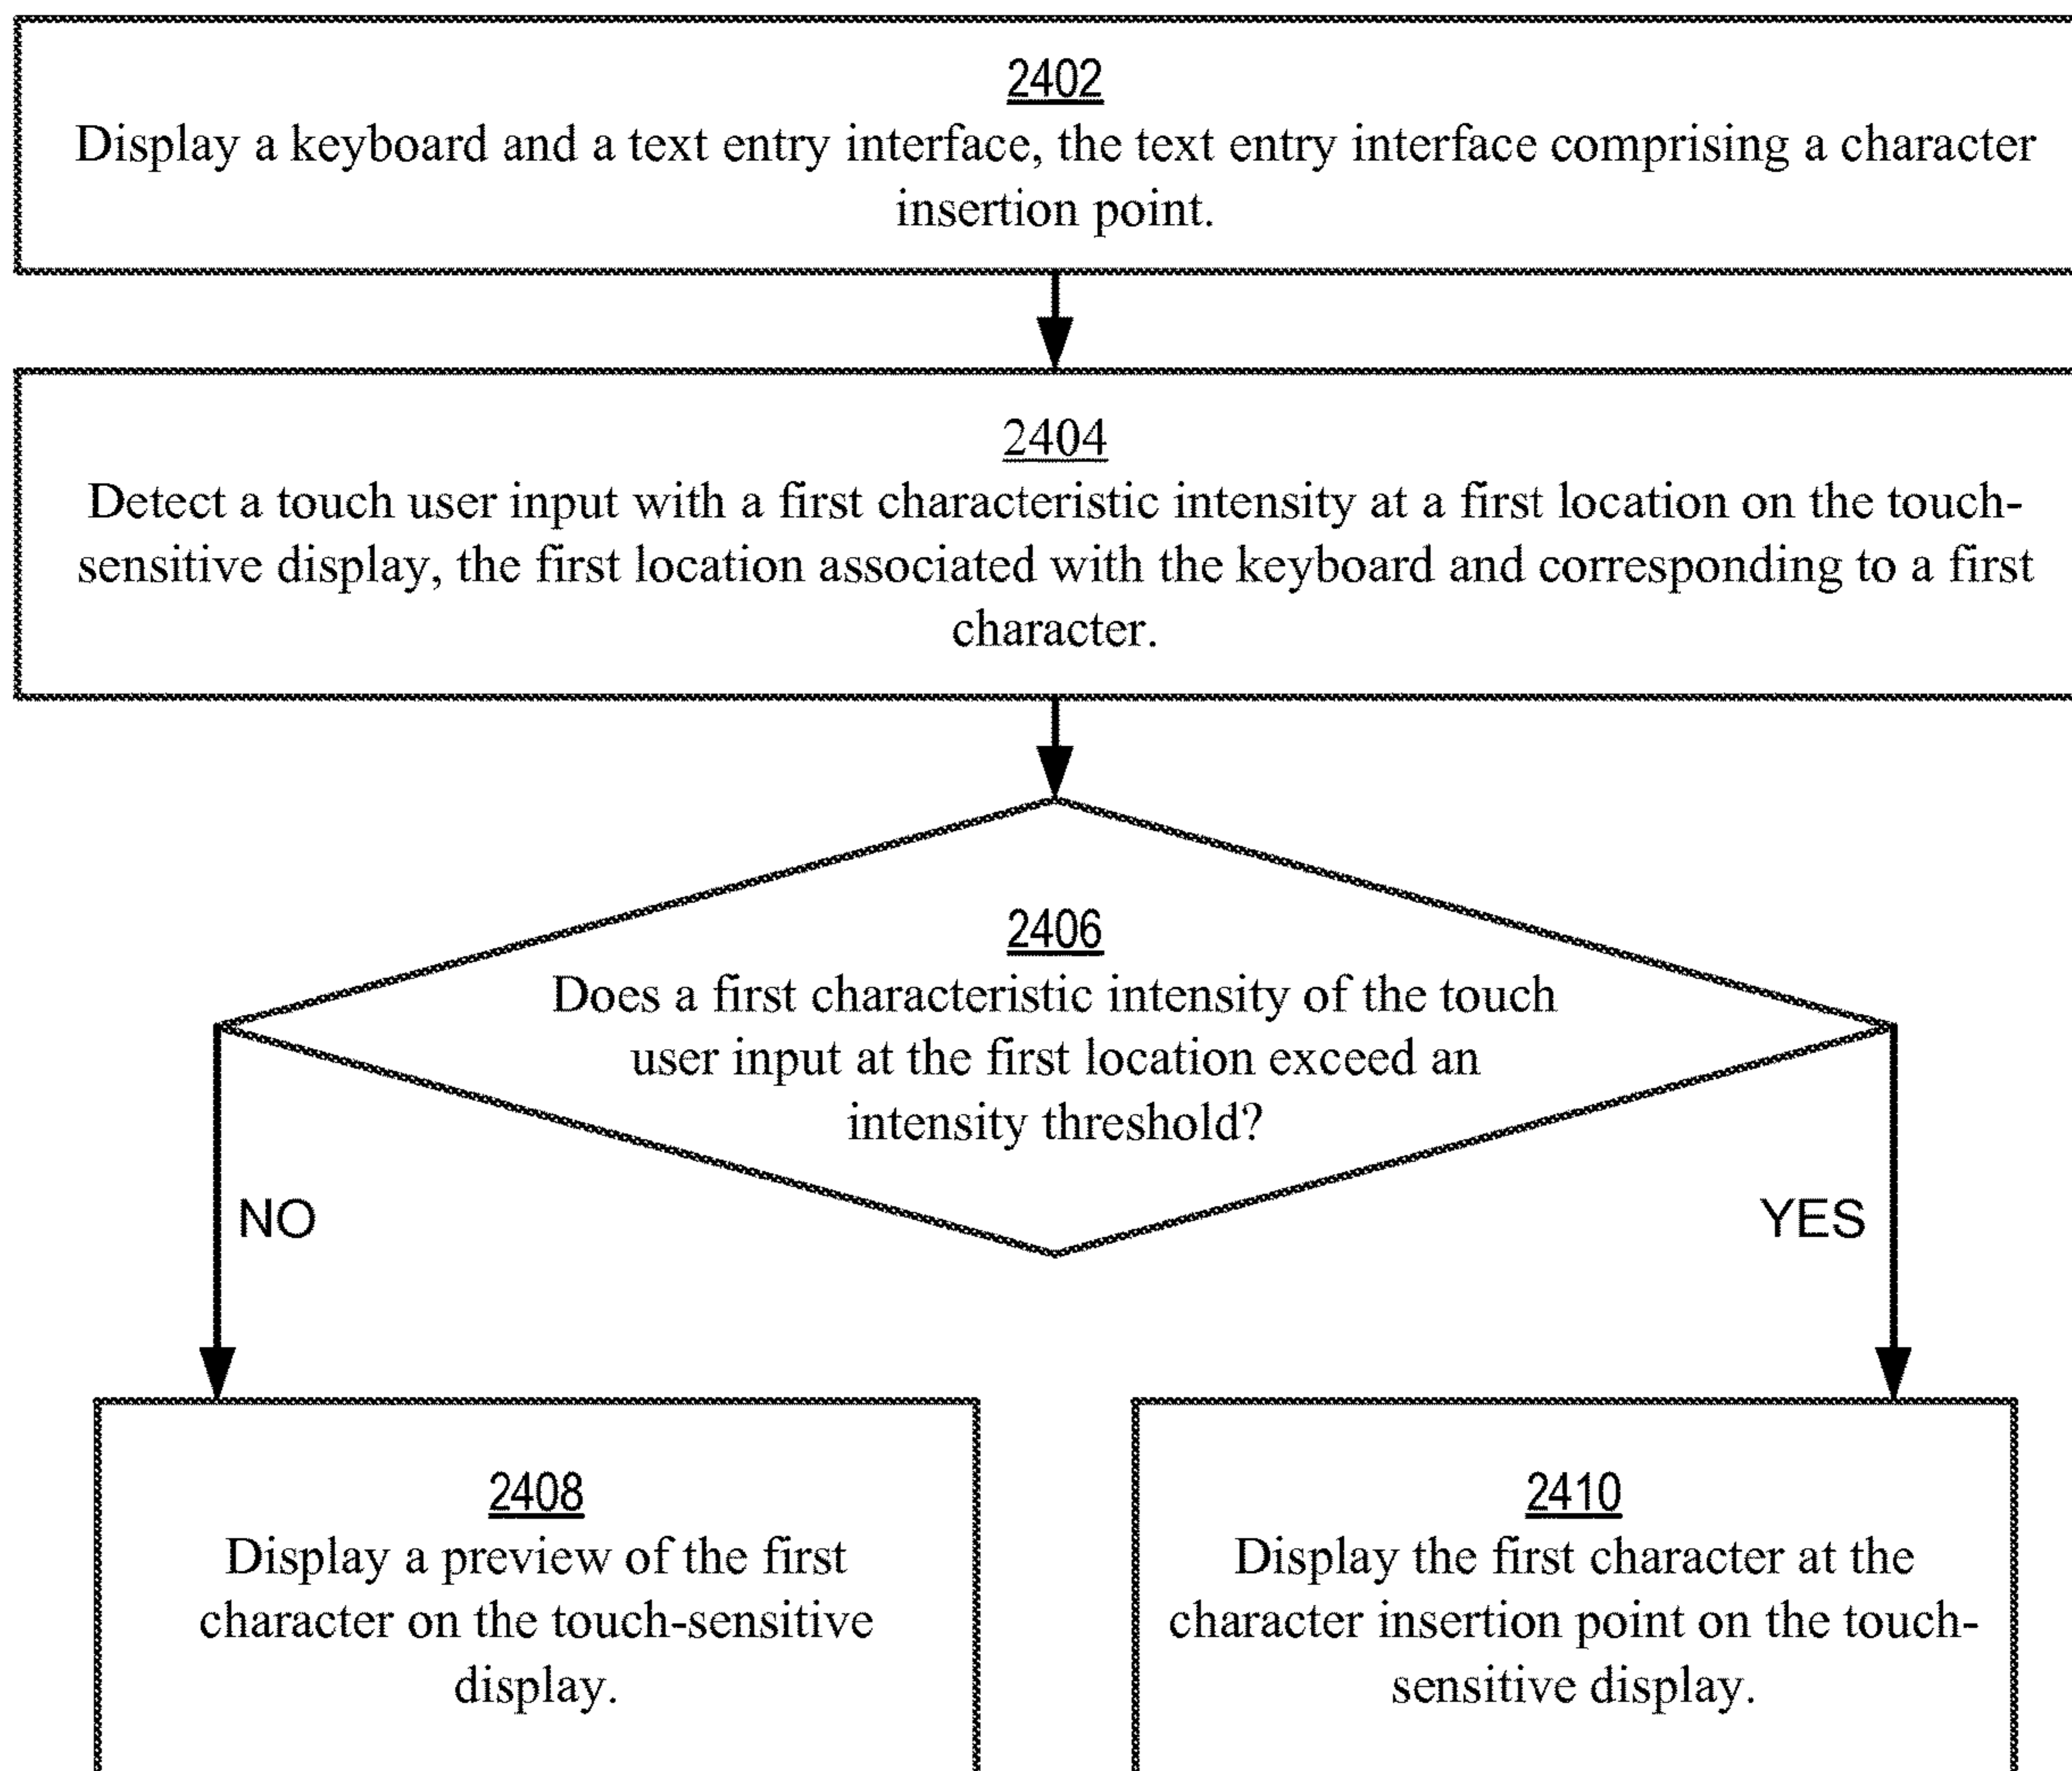 2402
Display a keyboard and a text entry interface, the text entry interface comprising a character
insertion point.
2404
Detect a touch user input with a first characteristic intensity at a first location on the touch-
sensitive display, the first location associated with the keyboard and corresponding to a first
character.
2406
Does a first characteristic intensity of the touch
user input at the first location exceed an
intensity threshold?
NO
YES
2408
Display a preview of the first
character on the touch-sensitive
display.
2410
Display the first character at the
character insertion point on the touch-
sensitive display.